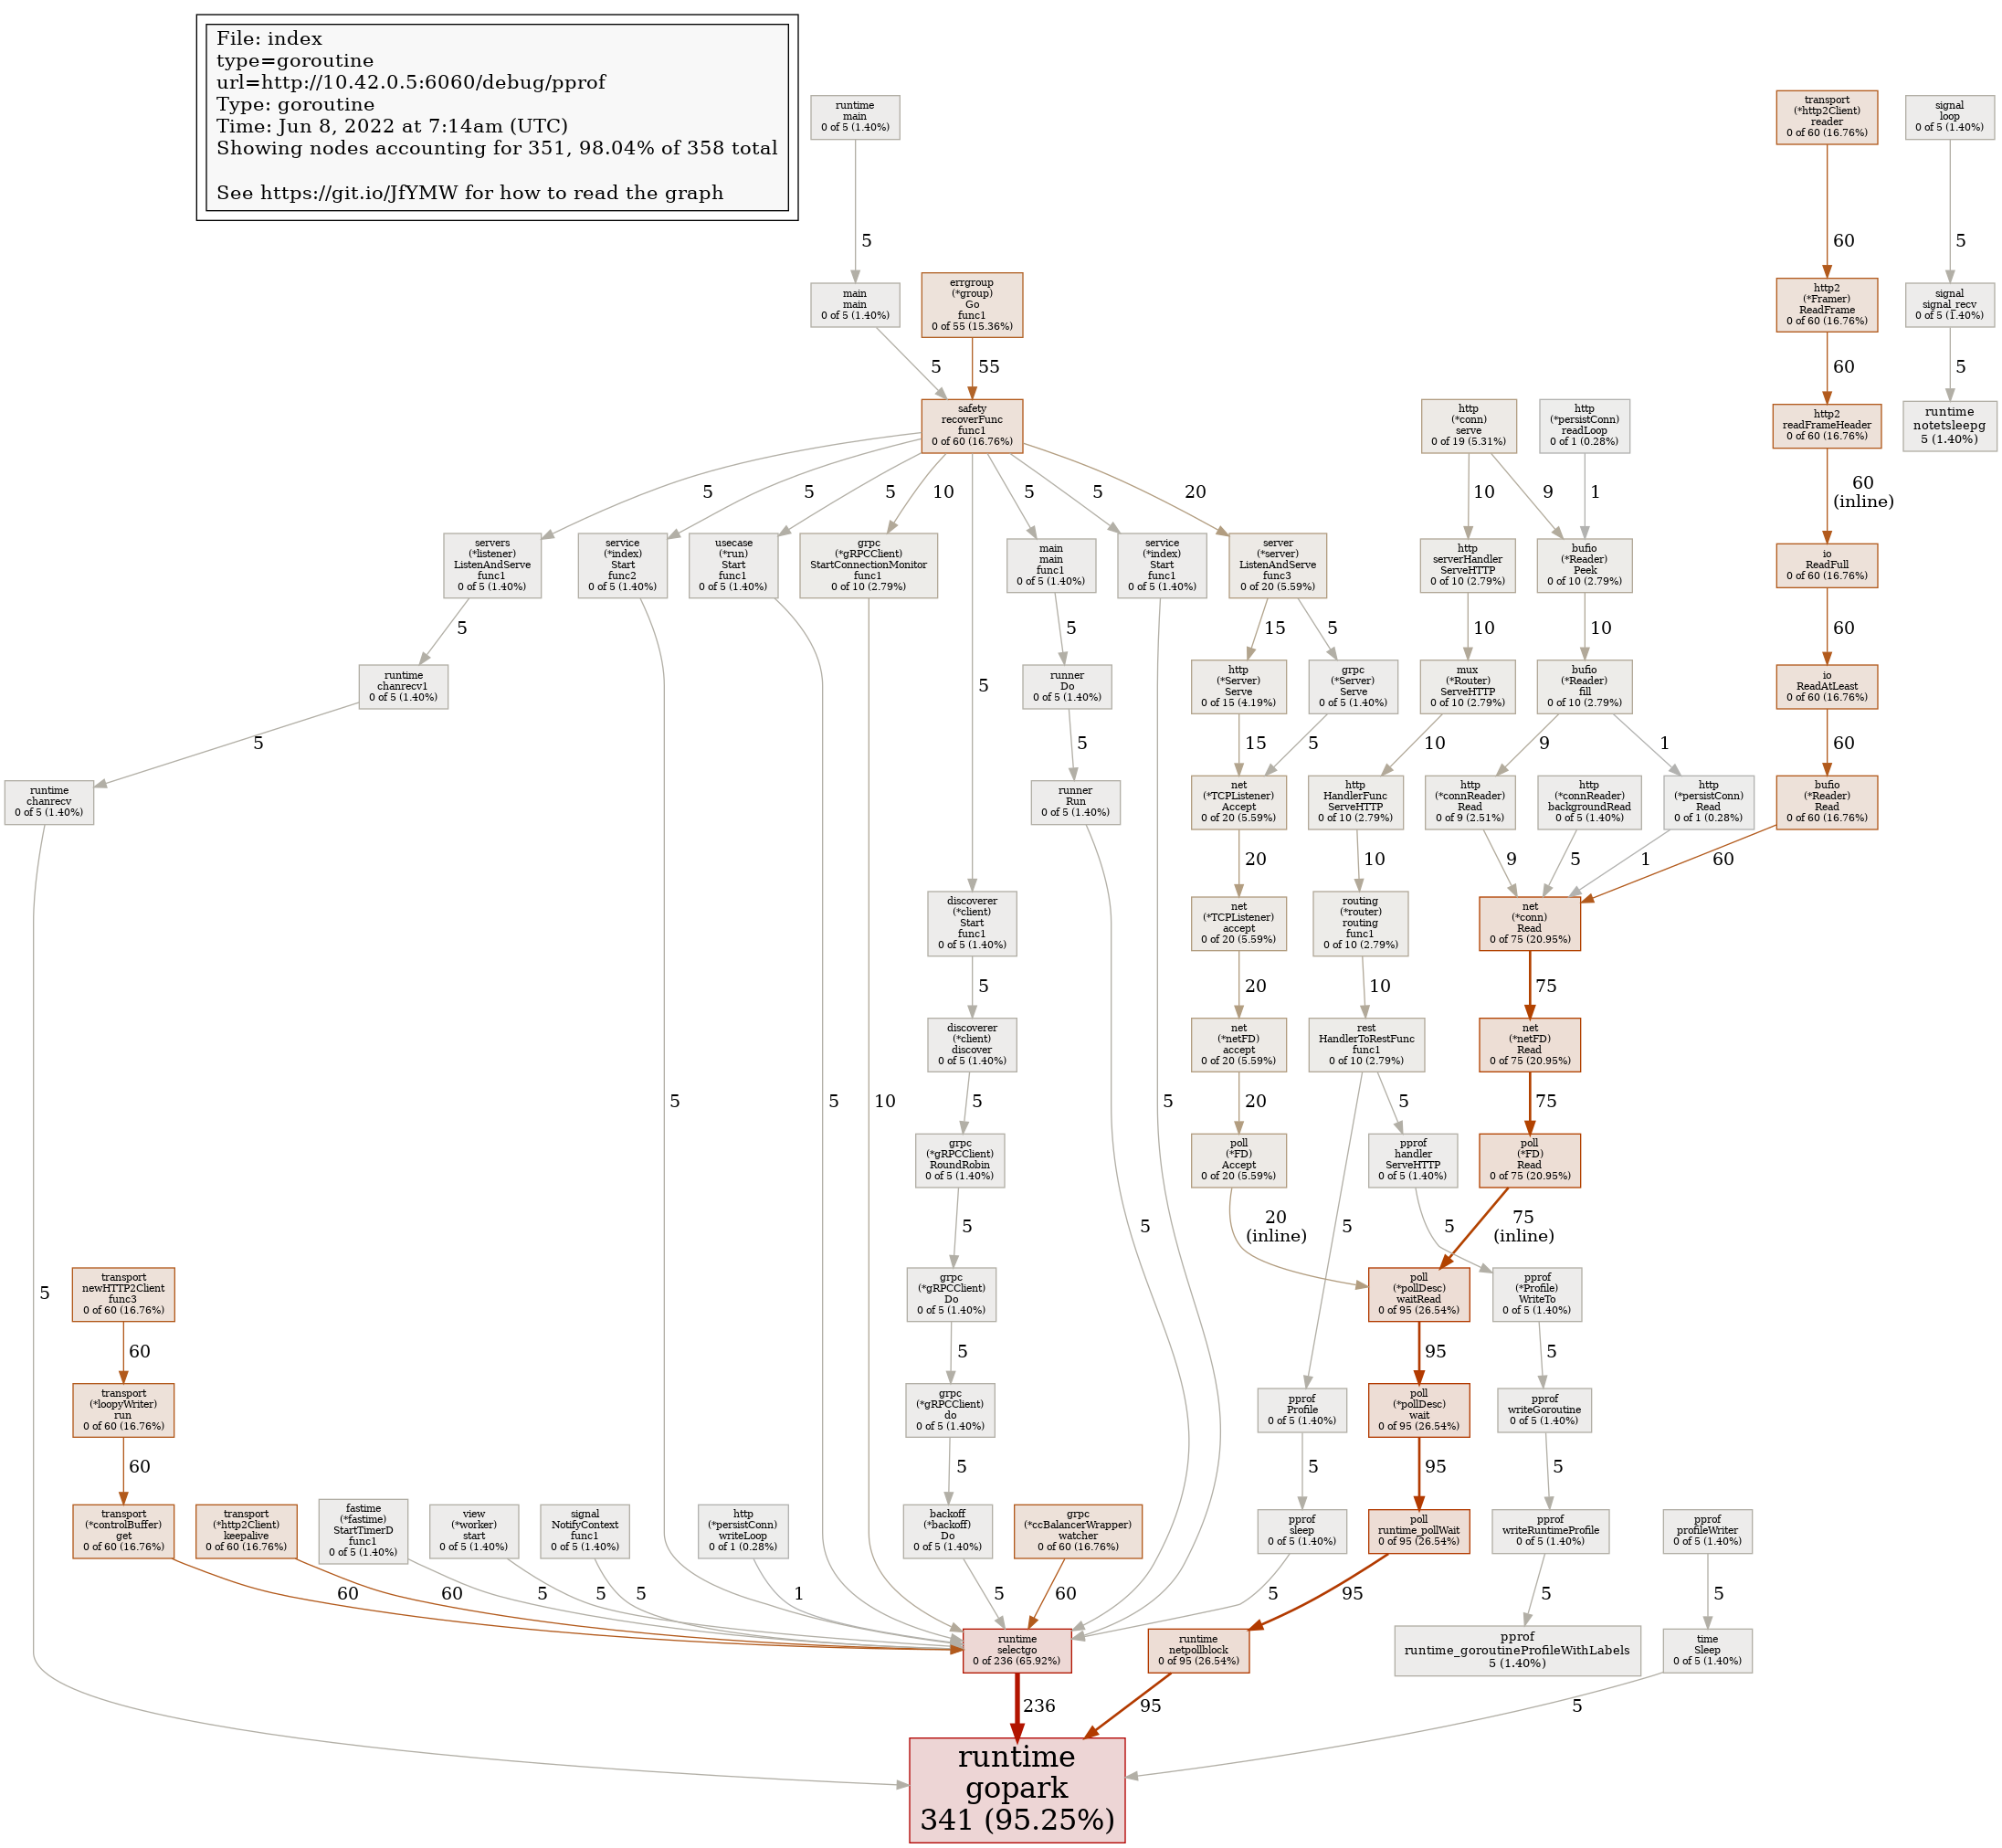 File: index
type=goroutine
url=http://10.42.0.5:6060/debug/pprof
Type: goroutine
Time: Jun 8, 2022 at 7:14am (UTC)
Showing nodes accounting for 351, 98.04% of 358 total
See https://git.io/JfYMW for how to read the graph
runtime
main
0 of 5 (1.40%)
transport
(*http2Client)
reader
0 of 60 (16.76%)
signal
loop
0 of 5 (1.40%)
5
60
5
main
main
0 of 5 (1.40%)
errgroup
(*group)
Go
func1
0 of 55 (15.36%)
http2
(*Framer)
ReadFrame
0 of 60 (16.76%)
signal
signal_recv
0 of 5 (1.40%)
5
55
60
5
safety
recoverFunc
func1
0 of 60 (16.76%)
http
(*conn)
serve
0 of 19 (5.31%)
http
(*persistConn)
readLoop
0 of 1 (0.28%)
http2
readFrameHeader
0 of 60 (16.76%)
runtime
notetsleepg
5 (1.40%)
5
5
5
10
5
5
20
10
9
1
60
(inline)
servers
(*listener)
ListenAndServe
func1
0 of 5 (1.40%)
service
(*index)
Start
func2
0 of 5 (1.40%)
usecase
(*run)
Start
func1
0 of 5 (1.40%)
grpc
(*gRPCClient)
StartConnectionMonitor
func1
0 of 10 (2.79%)
main
main
func1
0 of 5 (1.40%)
service
(*index)
Start
func1
0 of 5 (1.40%)
server
(*server)
ListenAndServe
func3
0 of 20 (5.59%)
http
serverHandler
ServeHTTP
0 of 10 (2.79%)
bufio
(*Reader)
Peek
0 of 10 (2.79%)
io
ReadFull
0 of 60 (16.76%)
5
5
15
5
10
10
60
runtime
chanrecv1
0 of 5 (1.40%)
5
runner
Do
0 of 5 (1.40%)
http
(*Server)
Serve
0 of 15 (4.19%)
grpc
(*Server)
Serve
0 of 5 (1.40%)
mux
(*Router)
ServeHTTP
0 of 10 (2.79%)
bufio
(*Reader)
fill
0 of 10 (2.79%)
io
ReadAtLeast
0 of 60 (16.76%)
5
5
15
5
10
9
1
60
runtime
chanrecv
0 of 5 (1.40%)
runner
Run
0 of 5 (1.40%)
net
(*TCPListener)
Accept
0 of 20 (5.59%)
http
HandlerFunc
ServeHTTP
0 of 10 (2.79%)
http
(*connReader)
Read
0 of 9 (2.51%)
http
(*connReader)
backgroundRead
0 of 5 (1.40%)
http
(*persistConn)
Read
0 of 1 (0.28%)
bufio
(*Reader)
Read
0 of 60 (16.76%)
20
10
9
5
1
60
discoverer
(*client)
Start
func1
0 of 5 (1.40%)
net
(*TCPListener)
accept
0 of 20 (5.59%)
routing
(*router)
routing
func1
0 of 10 (2.79%)
net
(*conn)
Read
0 of 75 (20.95%)
5
20
10
75
discoverer
(*client)
discover
0 of 5 (1.40%)
net
(*netFD)
accept
0 of 20 (5.59%)
rest
HandlerToRestFunc
func1
0 of 10 (2.79%)
net
(*netFD)
Read
0 of 75 (20.95%)
5
5
10
5
5
20
5
75
grpc
(*gRPCClient)
RoundRobin
0 of 5 (1.40%)
poll
(*FD)
Accept
0 of 20 (5.59%)
pprof
handler
ServeHTTP
0 of 5 (1.40%)
poll
(*FD)
Read
0 of 75 (20.95%)
5
5
20
(inline)
5
5
75
(inline)
5
transport
newHTTP2Client
func3
0 of 60 (16.76%)
grpc
(*gRPCClient)
Do
0 of 5 (1.40%)
poll
(*pollDesc)
waitRead
0 of 95 (26.54%)
pprof
(*Profile)
WriteTo
0 of 5 (1.40%)
60
5
95
5
transport
(*loopyWriter)
run
0 of 60 (16.76%)
grpc
(*gRPCClient)
do
0 of 5 (1.40%)
pprof
Profile
0 of 5 (1.40%)
poll
(*pollDesc)
wait
0 of 95 (26.54%)
pprof
writeGoroutine
0 of 5 (1.40%)
60
5
5
95
5
transport
(*controlBuffer)
get
0 of 60 (16.76%)
transport
(*http2Client)
keepalive
0 of 60 (16.76%)
fastime
(*fastime)
StartTimerD
func1
0 of 5 (1.40%)
view
(*worker)
start
0 of 5 (1.40%)
signal
NotifyContext
func1
0 of 5 (1.40%)
http
(*persistConn)
writeLoop
0 of 1 (0.28%)
backoff
(*backoff)
Do
0 of 5 (1.40%)
grpc
(*ccBalancerWrapper)
watcher
0 of 60 (16.76%)
pprof
sleep
0 of 5 (1.40%)
poll
runtime_pollWait
0 of 95 (26.54%)
pprof
writeRuntimeProfile
0 of 5 (1.40%)
pprof
profileWriter
0 of 5 (1.40%)
60
60
5
5
5
1
5
60
5
95
5
5
runtime
selectgo
0 of 236 (65.92%)
runtime
netpollblock
0 of 95 (26.54%)
pprof
runtime_goroutineProfileWithLabels
5 (1.40%)
time
Sleep
0 of 5 (1.40%)
236
95
5
runtime
gopark
341 (95.25%)